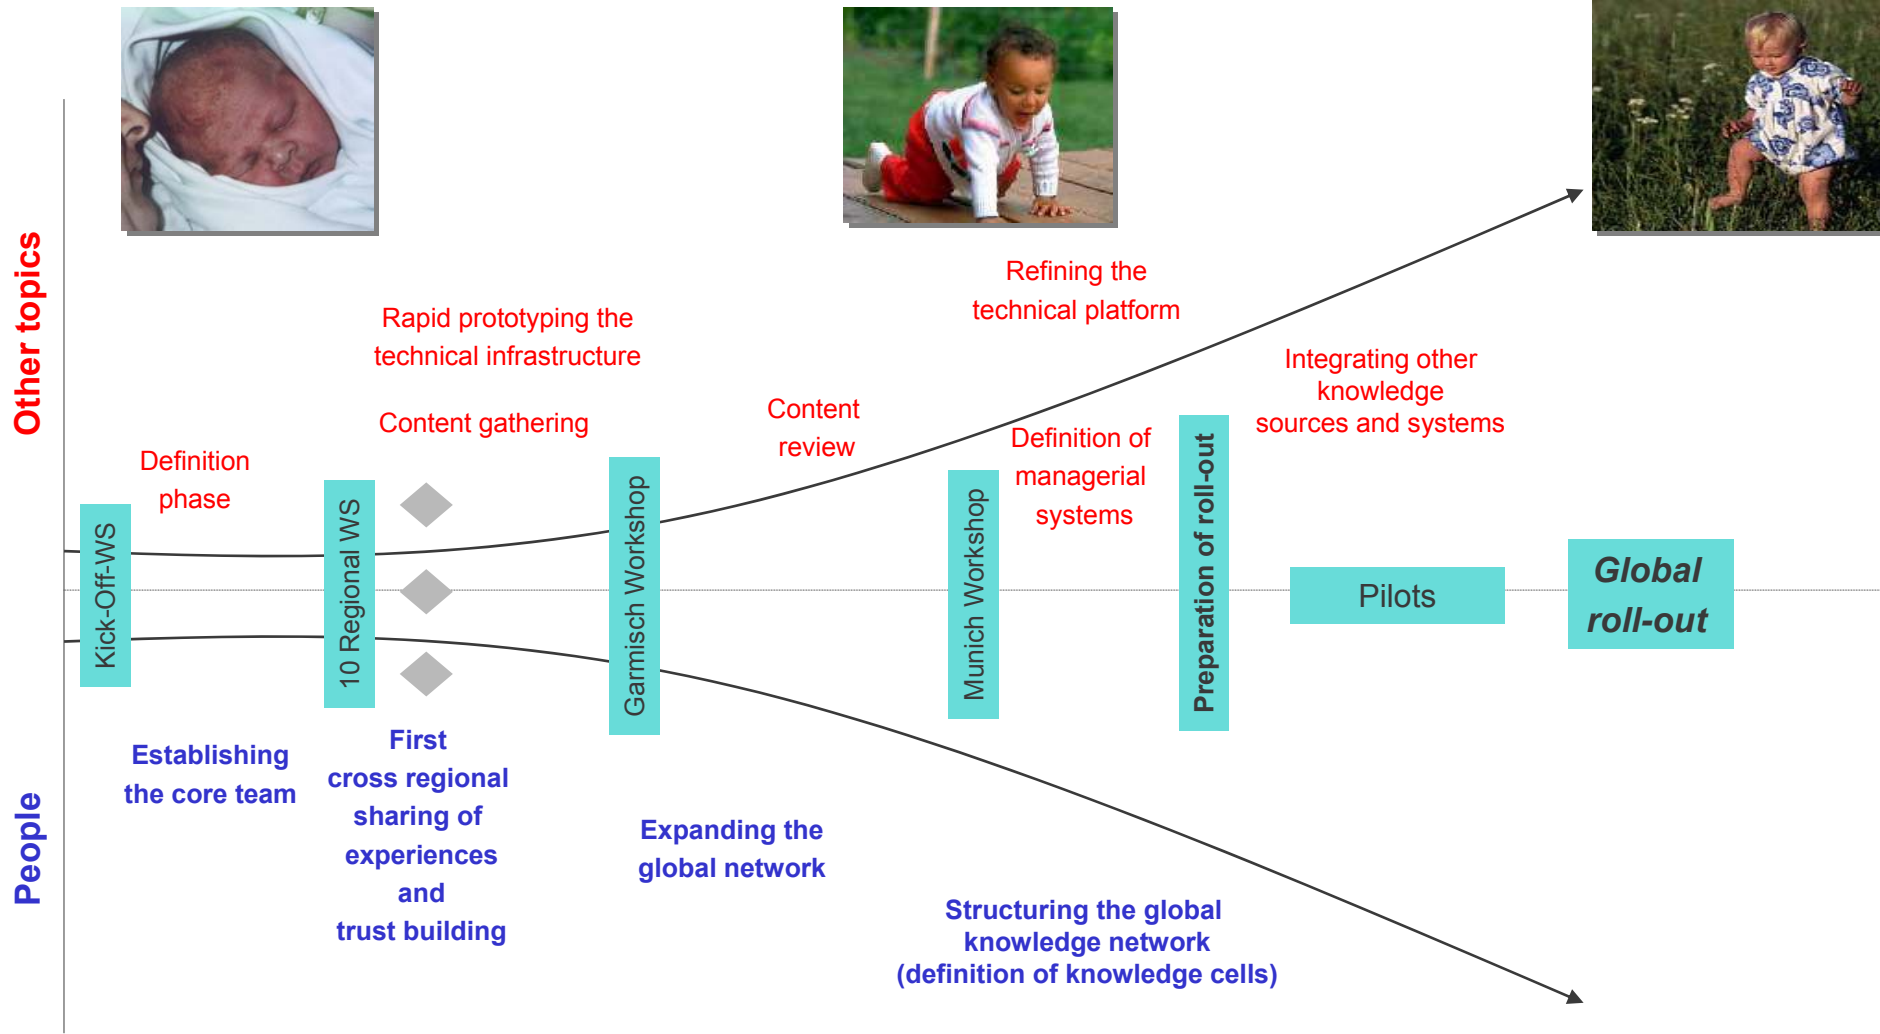 Other topics
People
Definition
phase
Rapid prototyping the
technical infrastructure
Content gathering
Content
review
Refining the
technical platform
Definition of
managerial
systems
Integrating other
knowledge
sources and systems
Kick-Off-WS
10 Regional WS
Garmisch Workshop
Munich Workshop
Preparation of roll-out
Pilots
Global
roll-out
Establishing
the core team
First
cross regional
sharing of
experiences
and
trust building
Expanding the
global network
Structuring the global
knowledge network
(definition of knowledge cells)